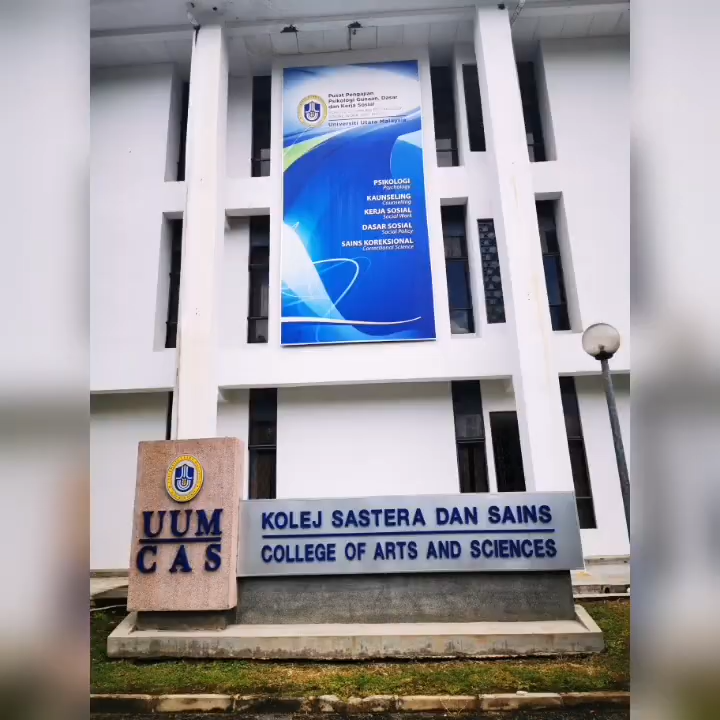 Pusat Pengajian
Psikologi Gunaan, Dasar
dan Kerja Sosial
Universiti Utara Malaysia
PSIKOLOGI
Psychology
KAUNSELING
Counselling
KERJA SOSIAL
Social Work
DASAR SOSIAL
Social Policy
SAINS KOREKSIONAL
Correctional Science
UUM
CAS
KOLEJ SASTERA DAN SAINS
COLLEGE OF ARTS AND SCIENCES